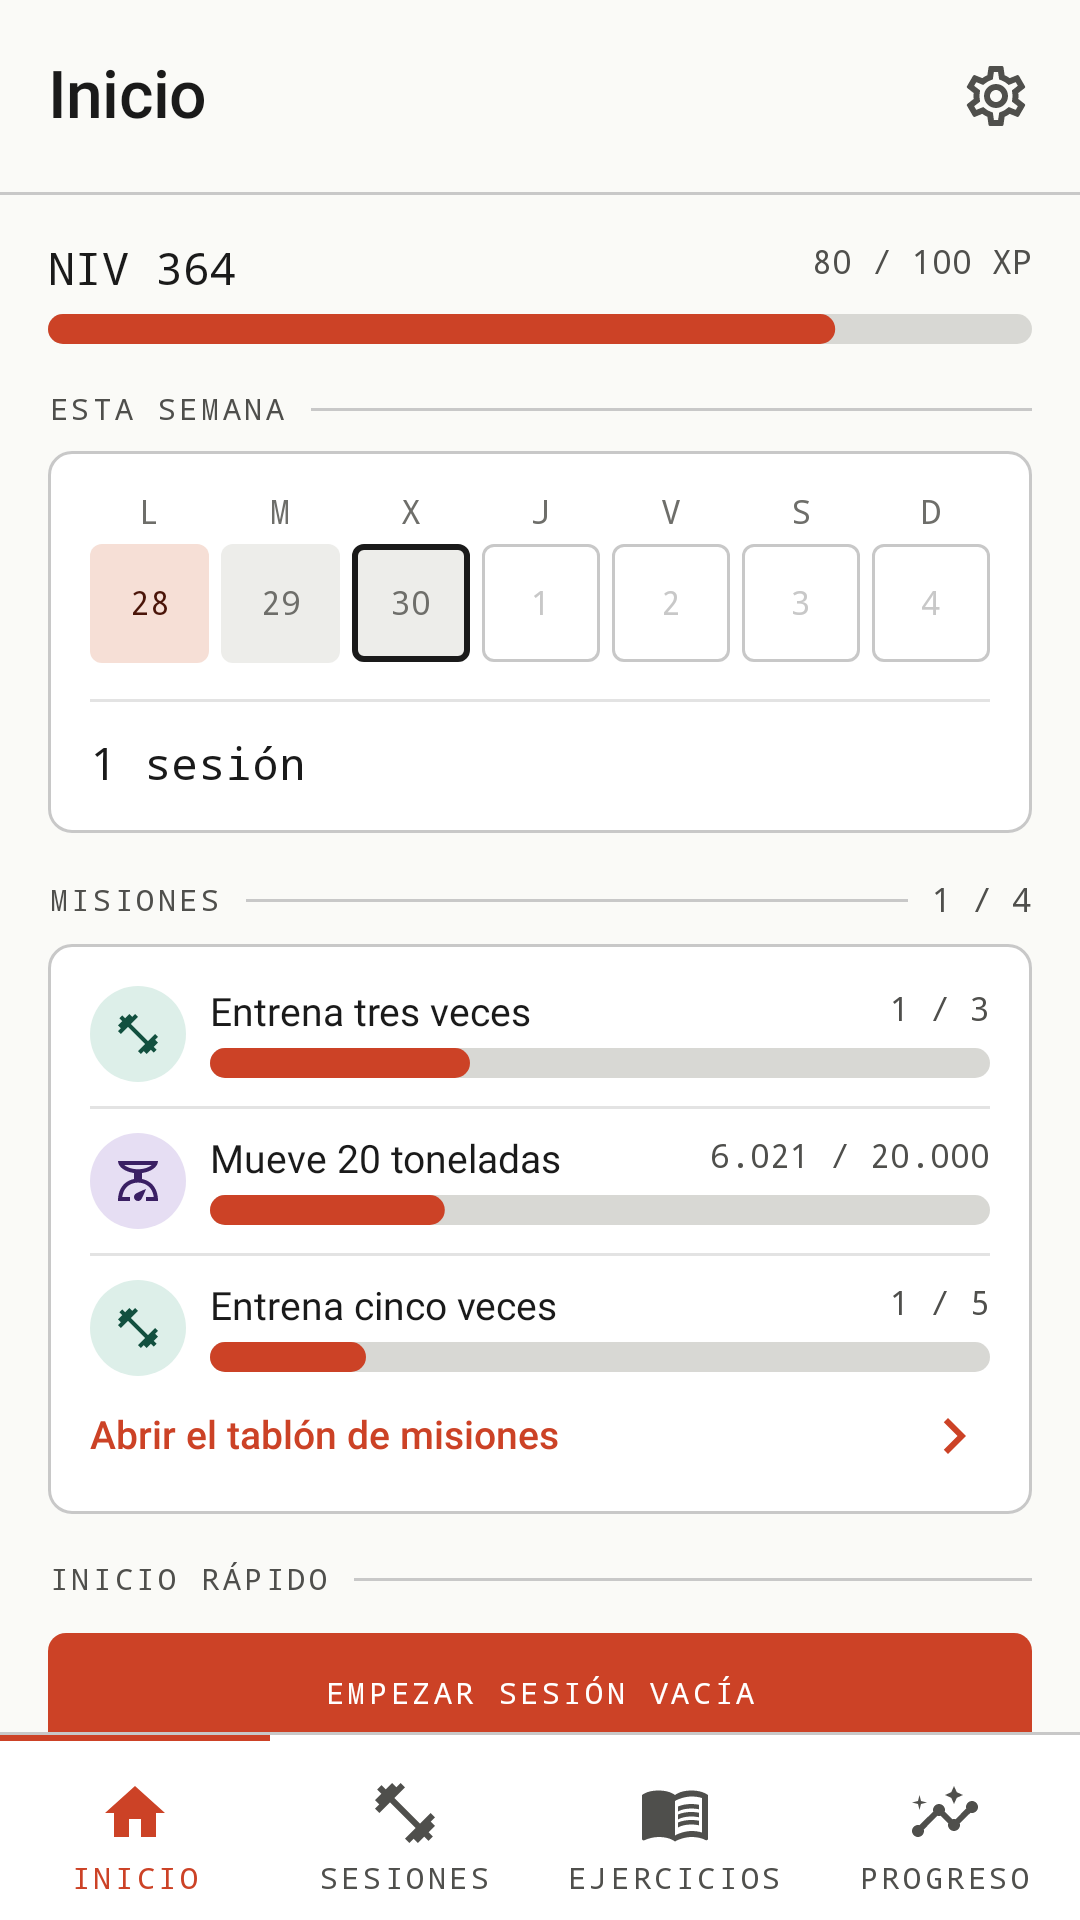 Inicio
NIV 364
80 / 100 XP
ESTA SEMANA
L M X J V S D
28 29 30 1 2 3 4
1 sesión
MISIONES
1 / 4
Entrena tres veces
1 / 3
Mueve 20 toneladas
6.021 / 20.000
Entrena cinco veces
1 / 5
Abrir el tablón de misiones
INICIO RÁPIDO
EMPEZAR SESIÓN VACÍA
INICIO SESIONES EJERCICIOS PROGRESO